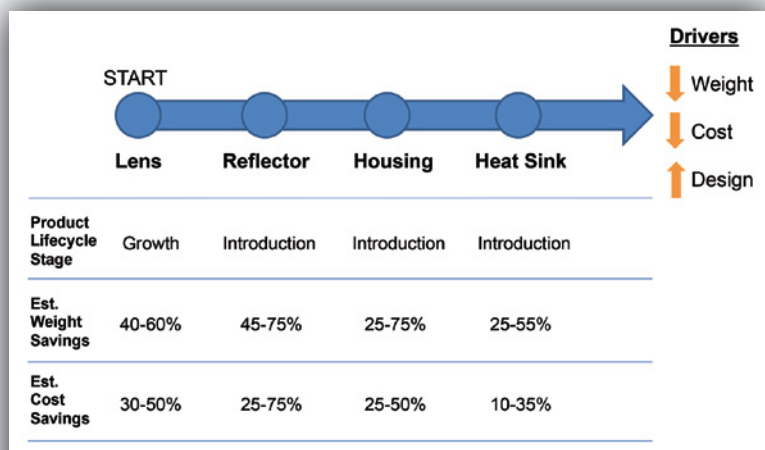 Drivers
START
Weight
Cost
Design
Lens Reflector Housing Heat Sink
Product
Lifecycle
Stage
Growth Introduction Introduction Introduction
Est.
Weight
Savings
40-60% 45-75% 25-75% 25-55%
Est.
Cost
Savings
30-50% 25-75% 25-50% 10-35%